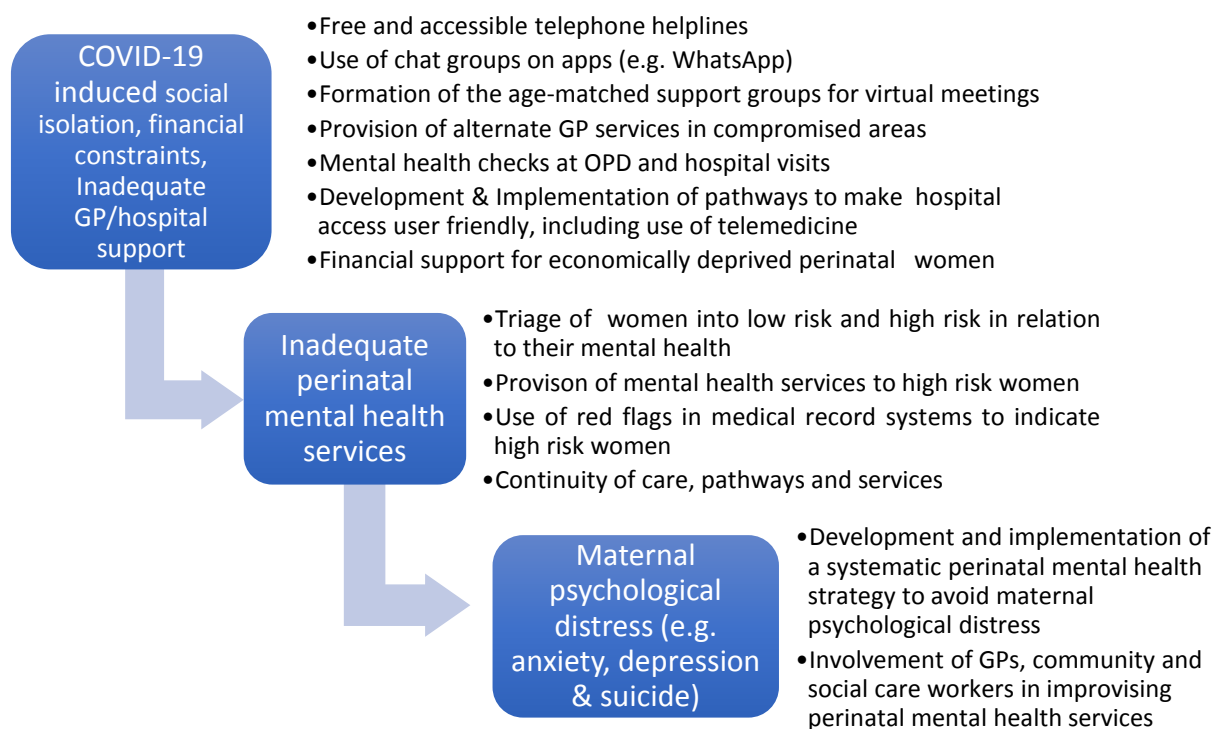 COVID-19
induced social
isolation, financial
constraints,
Inadequate
GP/hospital
support
•Free and accessible telephone helplines
•Use of chat groups on apps (e.g. WhatsApp)
•Formation of the age-matched support groups for virtual meetings
•Provision of alternate GP services in compromised areas
•Mental health checks at OPD and hospital visits
•Development & Implementation of pathways to make hospital
access user friendly, including use of telemedicine
•Financial support for economically deprived perinatal women
Inadequate
perinatal
mental health
services
•Triage of women into low risk and high risk in relation
to their mental health
•Provison of mental health services to high risk women
•Use of red flags in medical record systems to indicate
high risk women
•Continuity of care, pathways and services
Maternal
psychological
distress (e.g.
anxiety, depression
& suicide)
•Development and implementation of
a systematic perinatal mental health
strategy to avoid maternal
psychological distress
•Involvement of GPs, community and
social care workers in improvising
perinatal mental health services